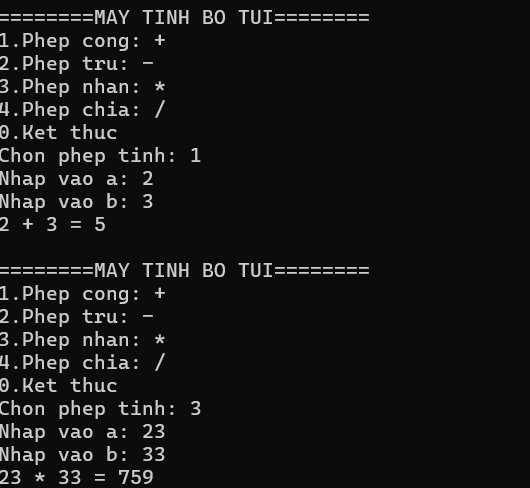 ========MAY TINH BO TUI========
1.Phep cong: +
2.Phep tru: -
3.Phep nhan: *
4.Phep chia: /
0.Ket thuc
Chon phep tinh: 1
Nhap vao a: 2
Nhap vao b: 3
2 + 3 = 5

========MAY TINH BO TUI========
1.Phep cong: +
2.Phep tru: -
3.Phep nhan: *
4.Phep chia: /
0.Ket thuc
Chon phep tinh: 3
Nhap vao a: 23
Nhap vao b: 33
23 * 33 = 759